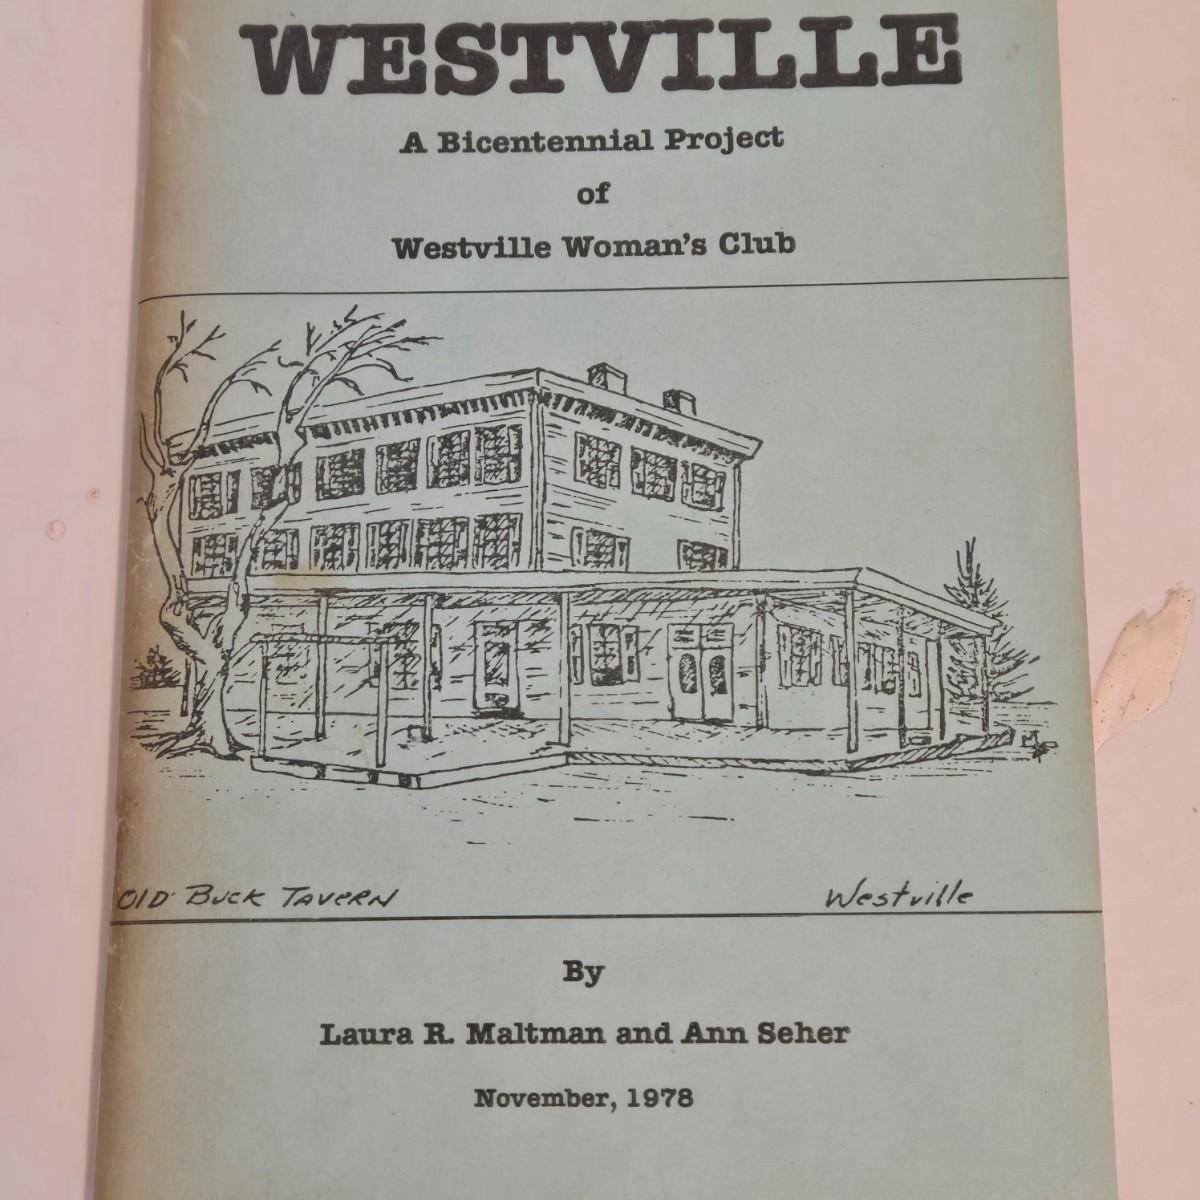 WESTVILLE
A Bicentennial Project
of
Westville Woman's Club
OLD BUCK TAVERN Westville
By
Laura R. Maltman and Ann Seher
November, 1978